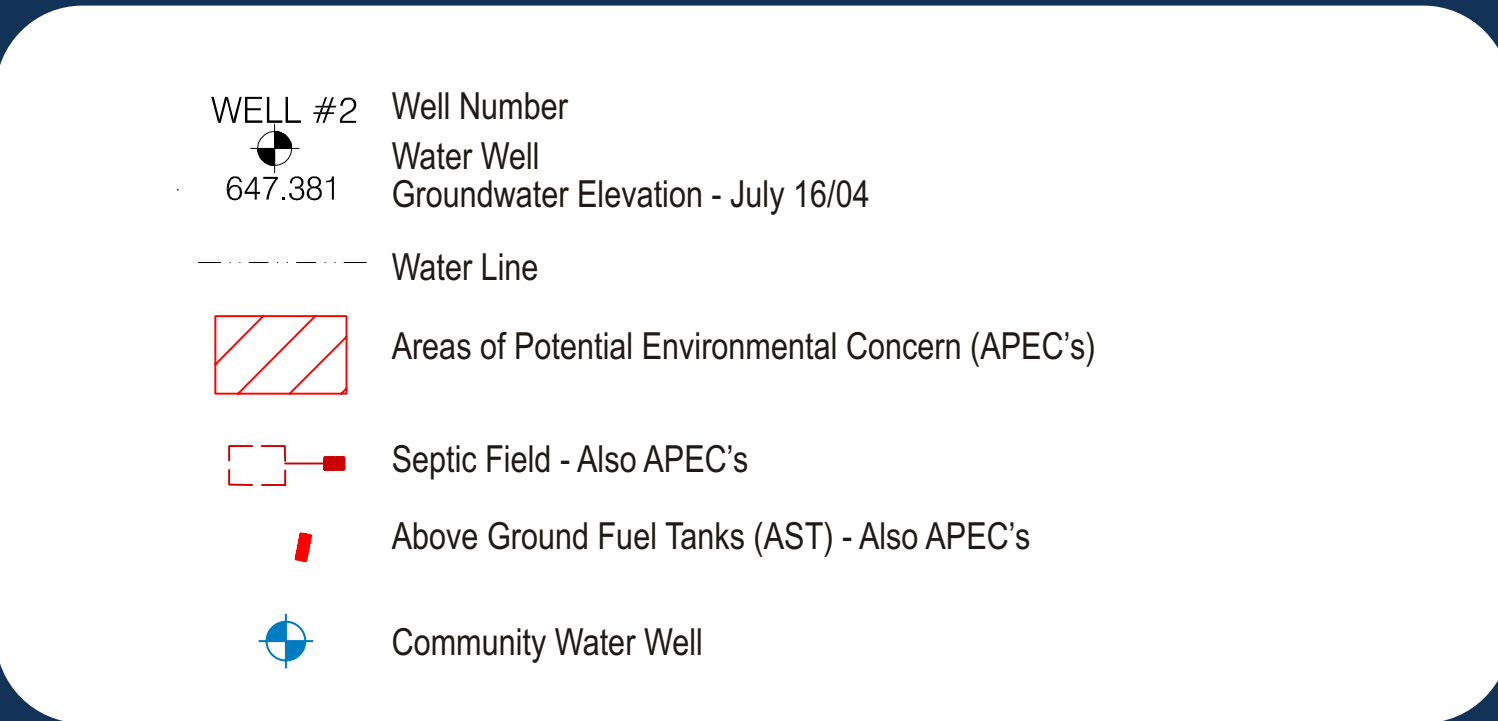 WELL #2 Well Number
Water Well
647.381 Groundwater Elevation - July 16/04
Water Line
Areas of Potential Environmental Concern (APEC’s)
Septic Field - Also APEC’s
Above Ground Fuel Tanks (AST) - Also APEC’s
Community Water Well